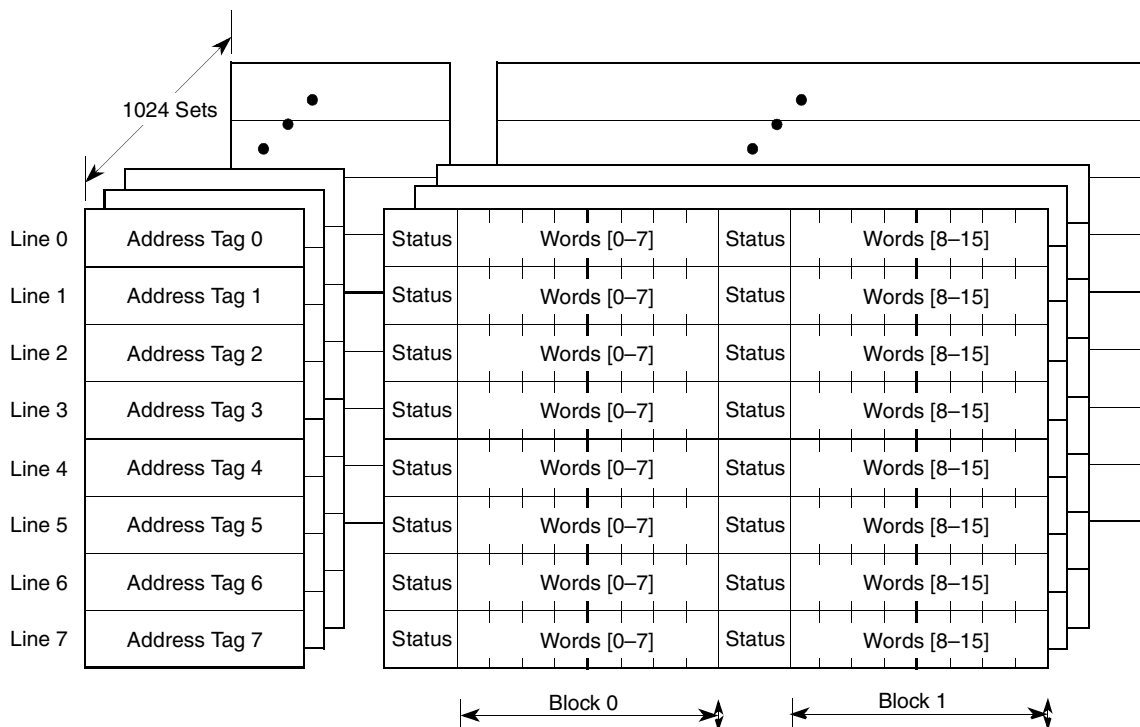 1024 Sets
Line 0 Address Tag 0 Status Words [0–7] Status Words [8–15]
Line 1 Address Tag 1 Status Words [0–7] Status Words [8–15]
Line 2 Address Tag 2 Status Words [0–7] Status Words [8–15]
Line 3 Address Tag 3 Status Words [0–7] Status Words [8–15]
Line 4 Address Tag 4 Status Words [0–7] Status Words [8–15]
Line 5 Address Tag 5 Status Words [0–7] Status Words [8–15]
Line 6 Address Tag 6 Status Words [0–7] Status Words [8–15]
Line 7 Address Tag 7 Status Words [0–7] Status Words [8–15]
Block 0 Block 1